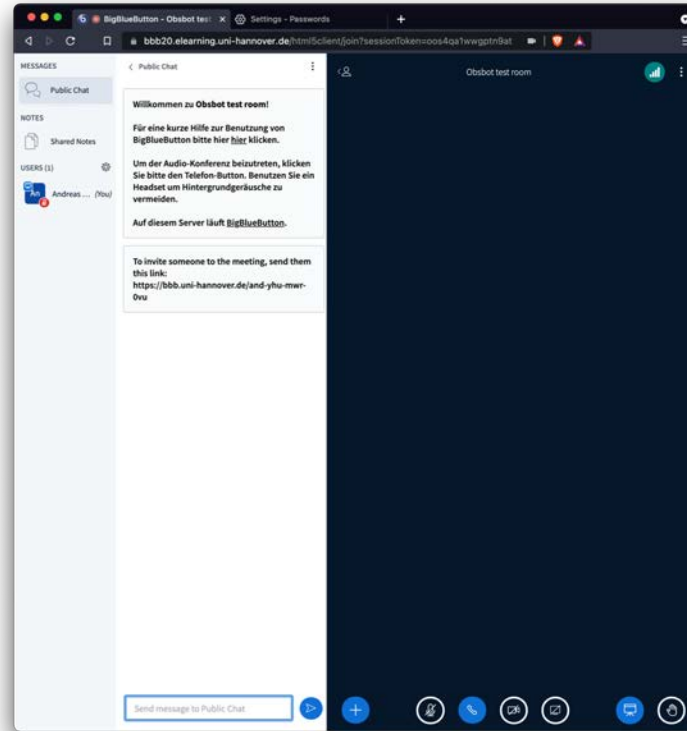 BigBlueButton - Obsbot test
Settings - Passwords
bbb20.elearning.uni-hannover.de/html5client/join?sessionToken=oos4qa1wwgptn9at
MESSAGES
Public Chat
NOTES
Shared Notes
USERS (1)
An
Andreas ... (You)
Public Chat
Willkommen zu Obsbot test room!
Für eine kurze Hilfe zur Benutzung von
BigBlueButton bitte hier hier klicken.
Um der Audio-Konferenz beizutreten, klicken
Sie bitte den Telefon-Button. Benutzen Sie ein
Headset um Hintergrundgeräusche zu
vermeiden.
Auf diesem Server läuft BigBlueButton.
To invite someone to the meeting, send them
this link:
https://bbb.uni-hannover.de/and-yhu-mwr-
0vu
Send message to Public Chat
Obsbot test room